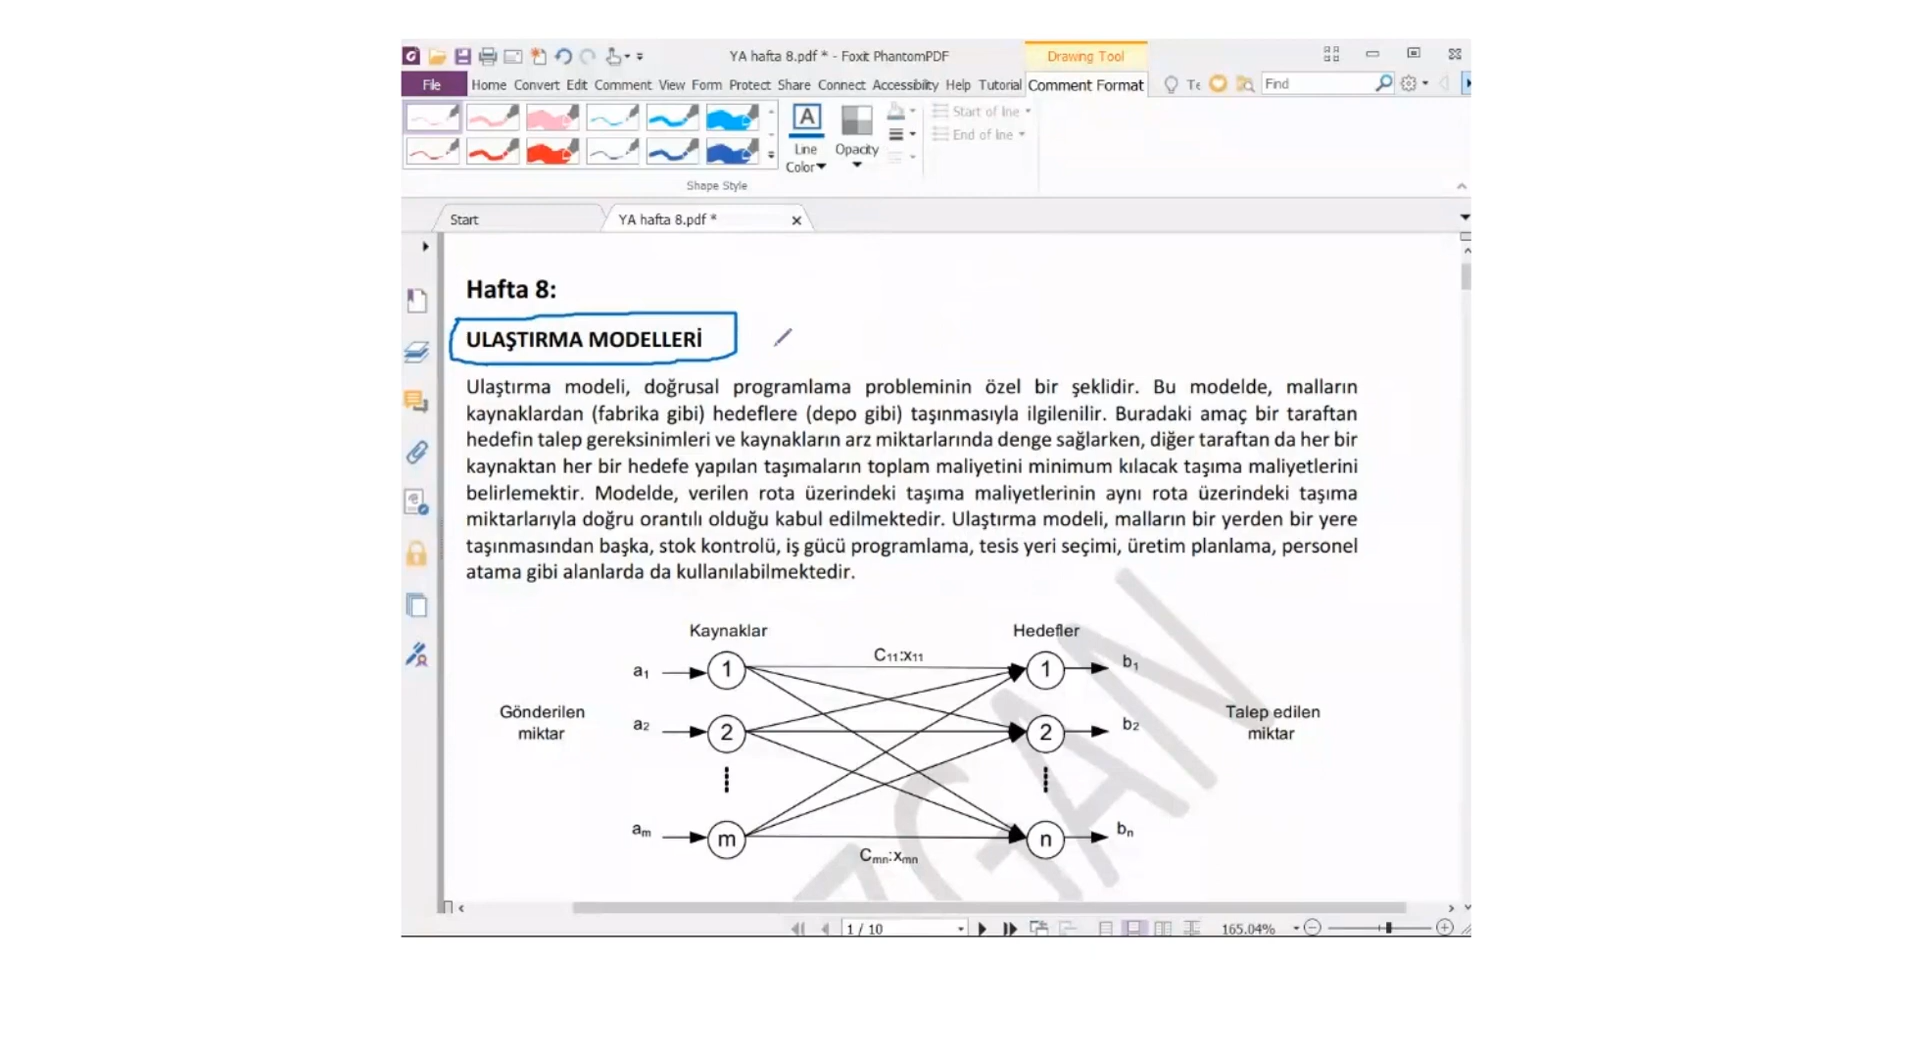 YA hafta 8.pdf * - Foxit PhantomPDF
Drawing Tool
File Home Convert Edit Comment View Form Protect Share Connect Accessibility Help Tutorial Comment Format Te Find
Start of line
End of line
A
Line
Color
Opacity
Shape Style
Start
YA hafta 8.pdf *
Hafta 8:
ULAŞTIRMA MODELLERİ
Ulaştırma modeli, doğrusal programlama probleminin özel bir şeklidir. Bu modelde, malların
kaynaklardan (fabrika gibi) hedeflere (depo gibi) taşınmasıyla ilgilenilir. Buradaki amaç bir taraftan
hedefin talep gereksinimleri ve kaynakların arz miktarlarında denge sağlarken, diğer taraftan da her bir
kaynaktan her bir hedefe yapılan taşımaların toplam maliyetini minimum kılacak taşıma maliyetlerini
belirlemektir. Modelde, verilen rota üzerindeki taşıma maliyetlerinin aynı rota üzerindeki taşıma
miktarlarıyla doğru orantılı olduğu kabul edilmektedir. Ulaştırma modeli, malların bir yerden bir yere
taşınmasından başka, stok kontrolü, iş gücü programlama, tesis yeri seçimi, üretim planlama, personel
atama gibi alanlarda da kullanılabilmektedir.
Kaynaklar
Hedefler
C11:x11
a1 1 1 b1
Gönderilen
miktar
a2 2 2 b2
Talep edilen
miktar
am m n bn
Cmn:xmn
ZGAN
1 / 10
165.04%